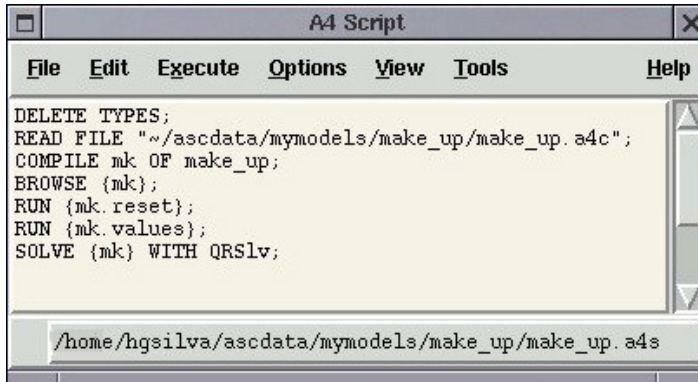 A4 Script
File Edit Execute Options View Tools Help
DELETE TYPES;
READ FILE "~/ascdata/mymodels/make_up/make_up.a4c";
COMPILE mk OF make_up;
BROWSE {mk};
RUN {mk.reset};
RUN {mk.values};
SOLVE {mk} WITH QRSlv;
/home/hgsilva/ascdata/mymodels/make_up/make_up.a4s